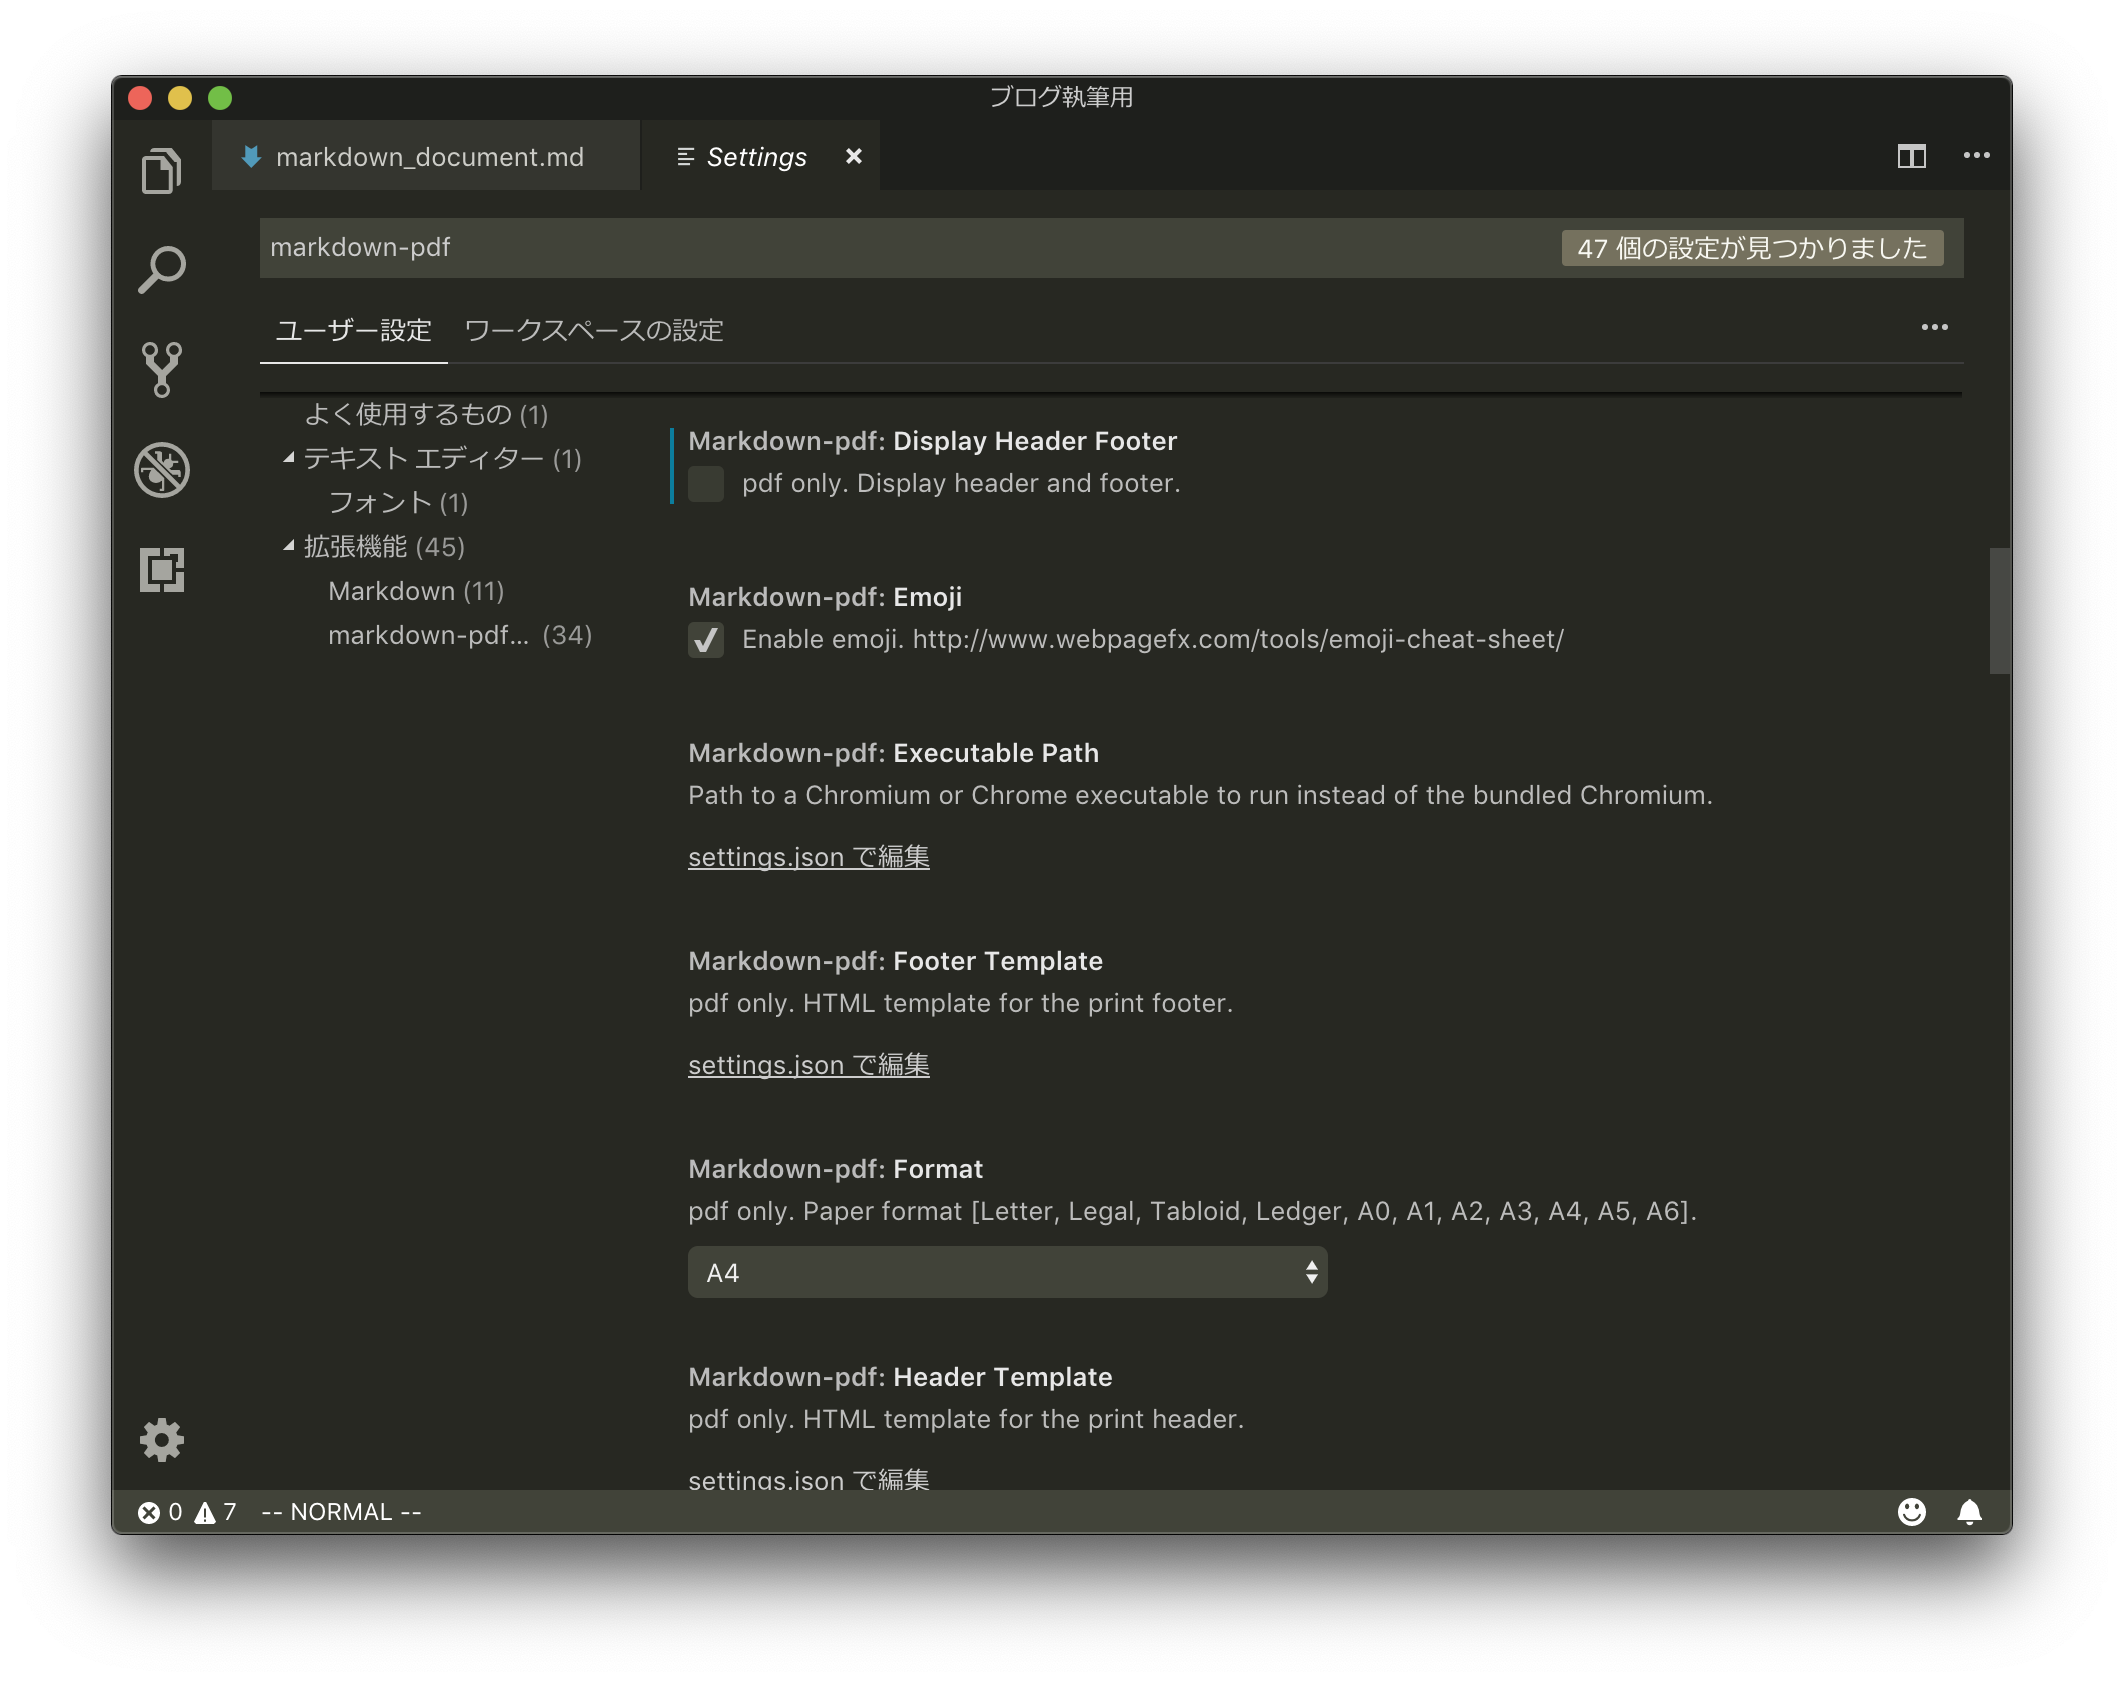 ブログ執筆用
markdown_document.md
Settings
markdown-pdf
47 個の設定が見つかりました
ユーザー設定
ワークスペースの設定
よく使用するもの (1)
テキスト エディター (1)
フォント (1)
拡張機能 (45)
Markdown (11)
markdown-pdf... (34)
Markdown-pdf: Display Header Footer
pdf only. Display header and footer.
Markdown-pdf: Emoji
Enable emoji. http://www.webpagefx.com/tools/emoji-cheat-sheet/
Markdown-pdf: Executable Path
Path to a Chromium or Chrome executable to run instead of the bundled Chromium.
settings.json で編集
Markdown-pdf: Footer Template
pdf only. HTML template for the print footer.
settings.json で編集
Markdown-pdf: Format
pdf only. Paper format [Letter, Legal, Tabloid, Ledger, A0, A1, A2, A3, A4, A5, A6].
A4
Markdown-pdf: Header Template
pdf only. HTML template for the print header.
settings.json で編集
0 7 -- NORMAL --